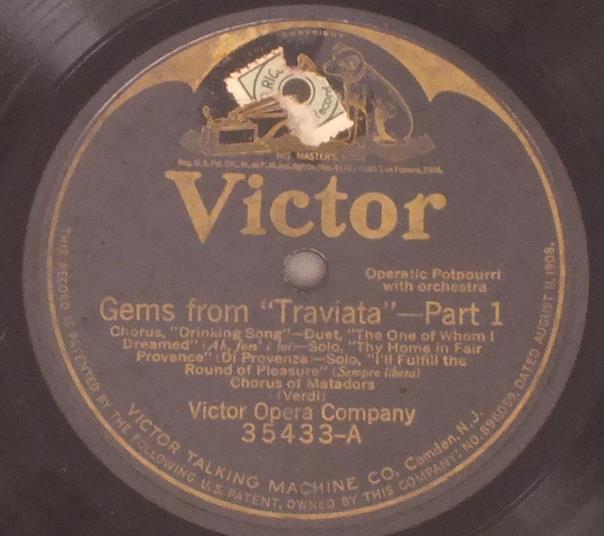 COPYRIGHT
RIC
record
HIS MASTER'S VOICE
Victor
Operatic Potpourri
with orchestra
Gems from "Traviata"—Part 1
Chorus, "Drinking Song"—Duet, "The One of Whom I
Dreamed" (Ah, fors' è lui)—Solo, "Thy Home in Fair
Provence" (Di Provenza)—Solo, "I'll Fulfill the
Round of Pleasure" (Sempre libera)
Chorus of Matadors
(Verdi)
Victor Opera Company
35433-A
VICTOR TALKING MACHINE CO. Camden, N.J.
THIS RECORD IS PATENTED BY THE FOLLOWING U.S. PATENT, OWNED BY THIS COMPANY: NO. 896,059, DATED AUGUST 11, 1908.